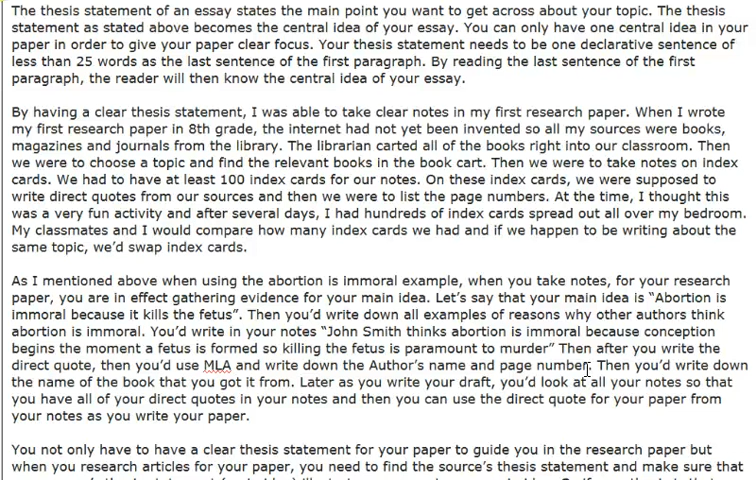 The thesis statement of an essay states the main point you want to get across about your topic. The thesis
statement as stated above becomes the central idea of your essay. You can only have one central idea in your
paper in order to give your paper clear focus. Your thesis statement needs to be one declarative sentence of
less than 25 words as the last sentence of the first paragraph. By reading the last sentence of the first
paragraph, the reader will then know the central idea of your essay.
By having a clear thesis statement, I was able to take clear notes in my first research paper. When I wrote
my first research paper in 8th grade, the internet had not yet been invented so all my sources were books,
magazines and journals from the library. The librarian carted all of the books right into our classroom. Then
we were to choose a topic and find the relevant books in the book cart. Then we were to take notes on index
cards. We had to have at least 100 index cards for our notes. On these index cards, we were supposed to
write direct quotes from our sources and then we were to list the page numbers. At the time, I thought this
was a very fun activity and after several days, I had hundreds of index cards spread out all over my bedroom.
My classmates and I would compare how many index cards we had and if we happen to be writing about the
same topic, we'd swap index cards.
As I mentioned above when using the abortion is immoral example, when you take notes, for your research
paper, you are in effect gathering evidence for your main idea. Let's say that your main idea is "Abortion is
immoral because it kills the fetus". Then you'd write down all examples of reasons why other authors think
abortion is immoral. You'd write in your notes "John Smith thinks abortion is immoral because conception
begins the moment a fetus is formed so killing the fetus is paramount to murder" Then after you write the
direct quote, then you'd use MLA and write down the Author's name and page number. Then you'd write down
the name of the book that you got it from. Later as you write your draft, you'd look at all your notes so that
you have all of your direct quotes in your notes and then you can use the direct quote for your paper from
your notes as you write your paper.
You not only have to have a clear thesis statement for your paper to guide you in the research paper but
when you research articles for your paper, you need to find the source's thesis statement and make sure that